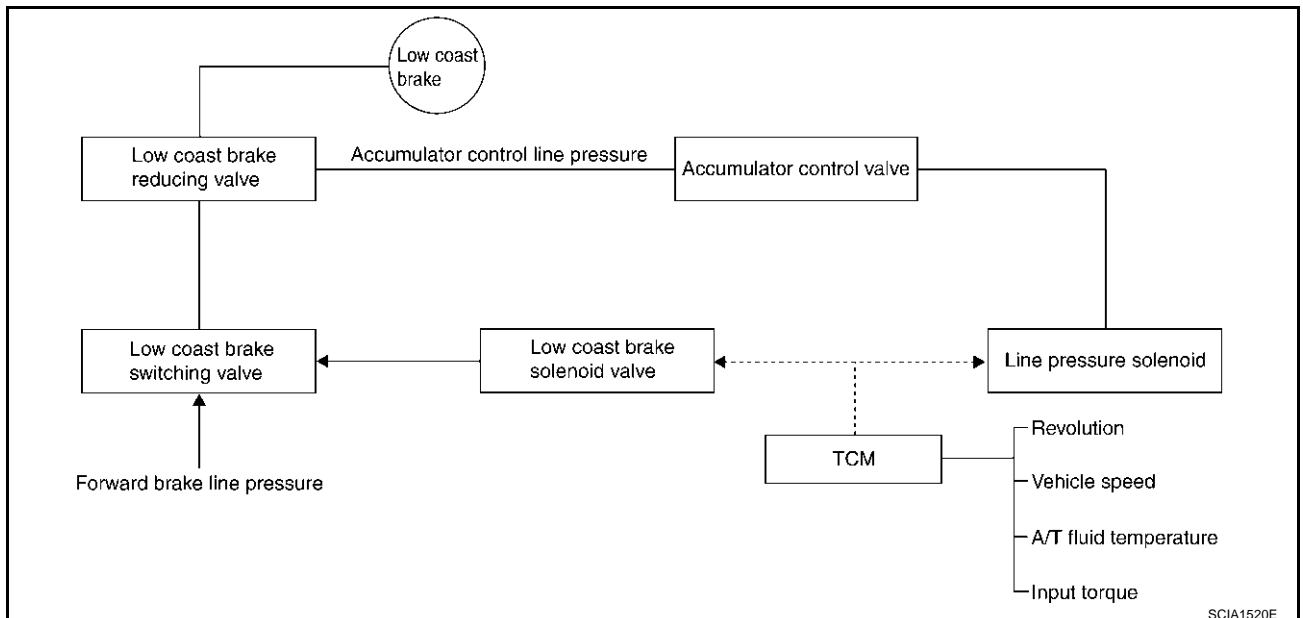 Low coast
brake
Low coast brake
reducing valve
Accumulator control line pressure
Accumulator control valve
Low coast brake
switching valve
Low coast brake
solenoid valve
Line pressure solenoid
TCM
Revolution
Vehicle speed
A/T fluid temperature
Input torque
Forward brake line pressure
SCIA1520E